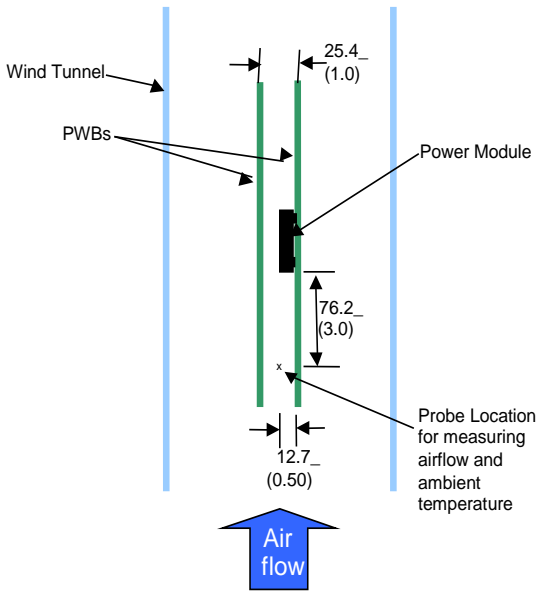 25.4_
(1.0)
Wind Tunnel
PWBs
Power Module
76.2_
(3.0)
x
Probe Location
for measuring
airflow and
ambient
temperature
12.7_
(0.50)
Air
flow